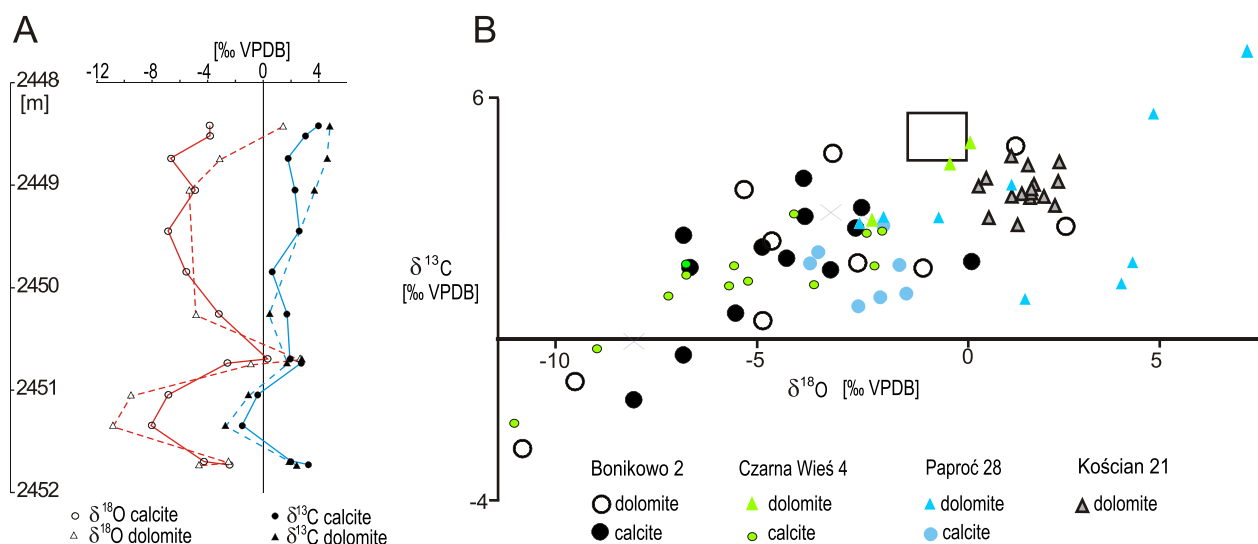 A
[‰ VPDB]
-12 -8 -4 0 4
2448
[m]
2449
2450
2451
2452
δ18O calcite
δ18O dolomite
δ13C calcite
δ13C dolomite
B
6
δ13C
[‰ VPDB]
-10 -5 0 5
δ18O [‰ VPDB]
-4
Bonikowo 2
dolomite
calcite
Czarna Wieś 4
dolomite
calcite
Paproć 28
dolomite
calcite
Kościan 21
dolomite